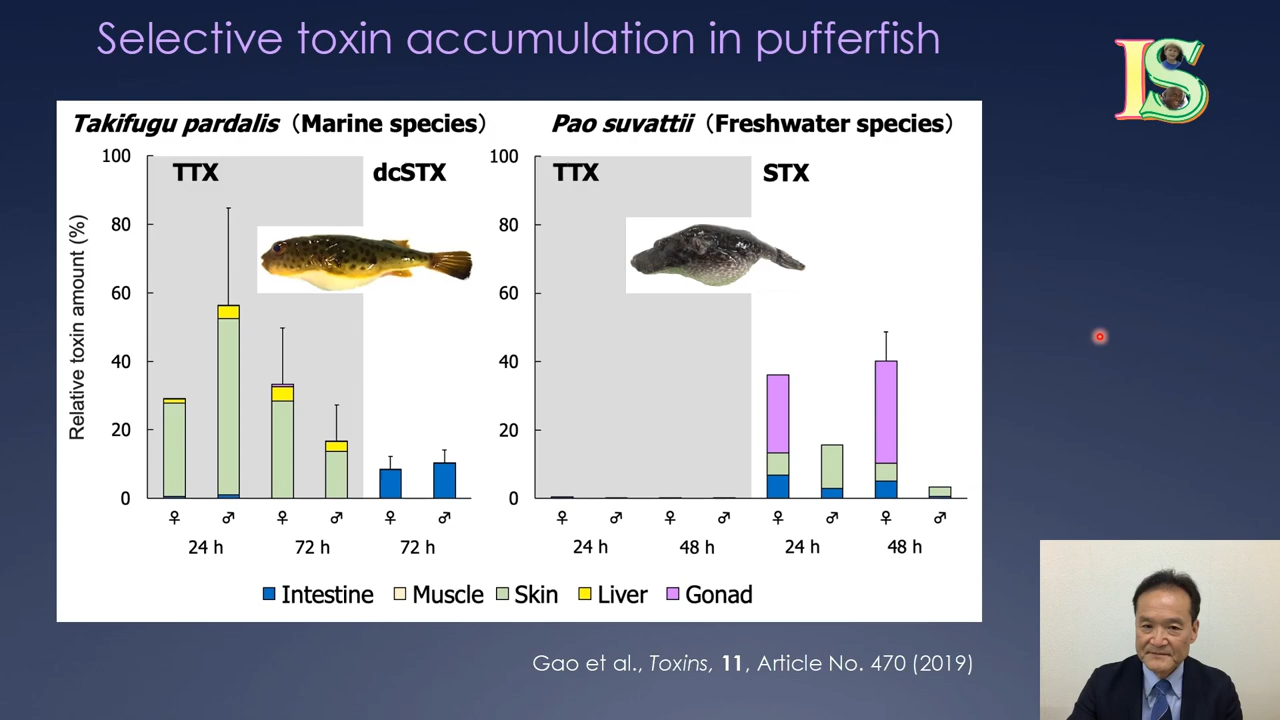 Selective toxin accumulation in pufferfish
IS
Takifugu pardalis（Marine species）
Pao suvattii（Freshwater species）
TTX
dcSTX
TTX
STX
Relative toxin amount (%)
100
80
60
40
20
0
100
80
60
40
20
0
♀ ♂ ♀ ♂ ♀ ♂
24 h 72 h 72 h
♀ ♂ ♀ ♂ ♀ ♂ ♀ ♂
24 h 48 h 24 h 48 h
Intestine Muscle Skin Liver Gonad
Gao et al., Toxins, 11, Article No. 470 (2019)